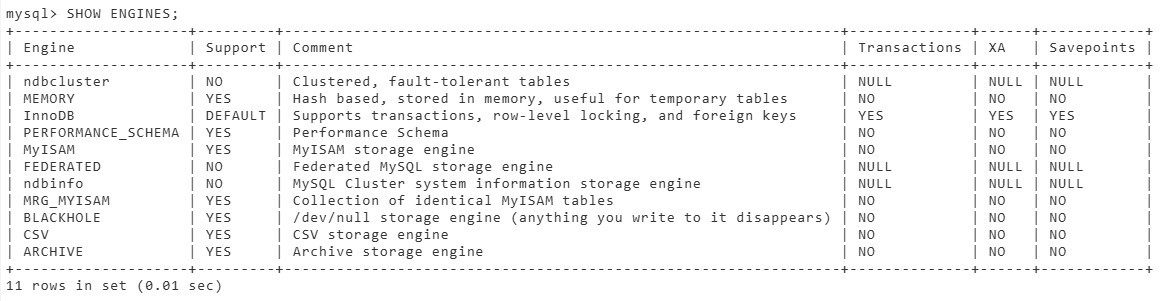 mysql> SHOW ENGINES;
+--------------------+---------+----------------------------------------------------------------+--------------+------+------------+
| Engine             | Support | Comment                                                        | Transactions | XA   | Savepoints |
+--------------------+---------+----------------------------------------------------------------+--------------+------+------------+
| ndbcluster         | NO      | Clustered, fault-tolerant tables                               | NULL         | NULL | NULL       |
| MEMORY             | YES     | Hash based, stored in memory, useful for temporary tables      | NO           | NO   | NO         |
| InnoDB             | DEFAULT | Supports transactions, row-level locking, and foreign keys     | YES          | YES  | YES        |
| PERFORMANCE_SCHEMA | YES     | Performance Schema                                             | NO           | NO   | NO         |
| MyISAM             | YES     | MyISAM storage engine                                          | NO           | NO   | NO         |
| FEDERATED          | NO      | Federated MySQL storage engine                                 | NULL         | NULL | NULL       |
| ndbinfo            | NO      | MySQL Cluster system information storage engine                | NULL         | NULL | NULL       |
| MRG_MYISAM         | YES     | Collection of identical MyISAM tables                          | NO           | NO   | NO         |
| BLACKHOLE          | YES     | /dev/null storage engine (anything you write to it disappears) | NO           | NO   | NO         |
| CSV                | YES     | CSV storage engine                                             | NO           | NO   | NO         |
| ARCHIVE            | YES     | Archive storage engine                                         | NO           | NO   | NO         |
+--------------------+---------+----------------------------------------------------------------+--------------+------+------------+
11 rows in set (0.01 sec)